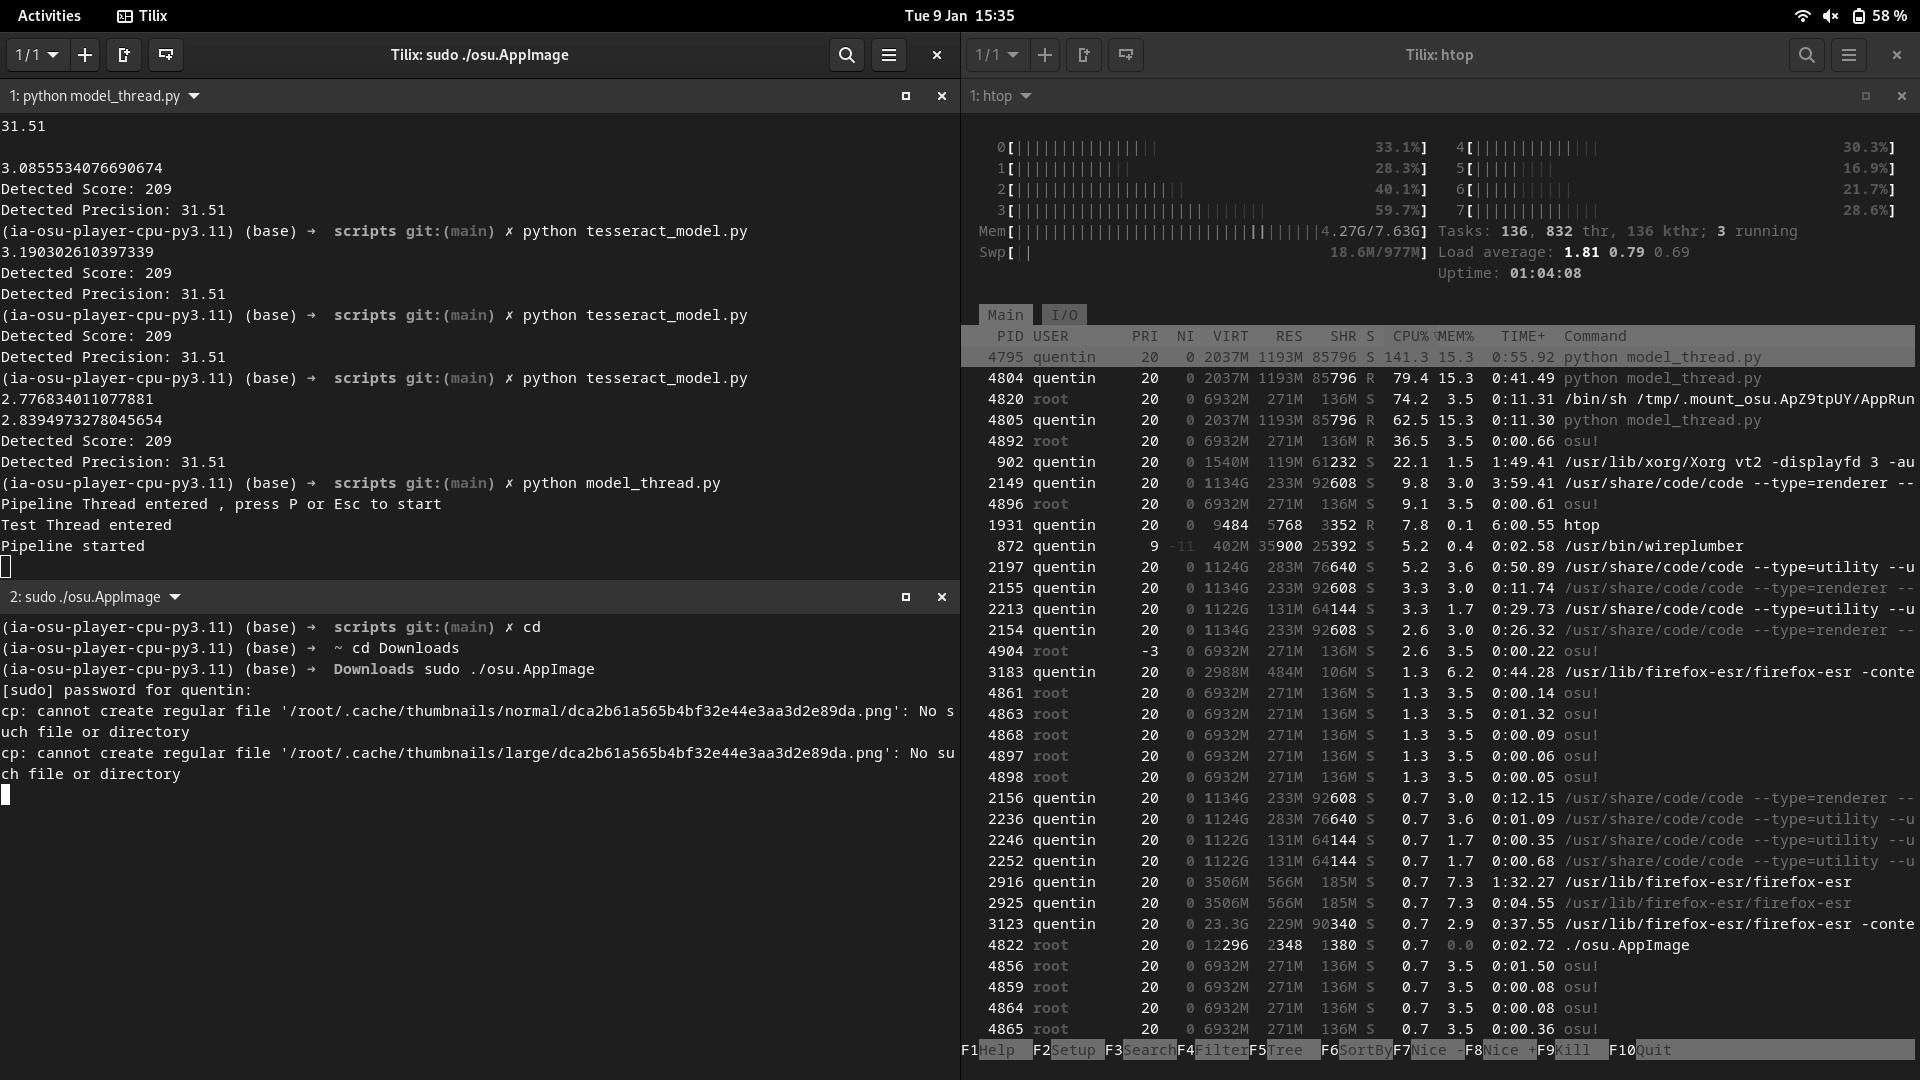 Activities Tilix Tue 9 Jan 15:35 58 %
1 / 1 Tilix: sudo ./osu.AppImage
1: python model_thread.py
31.51
3.0855534076690674
Detected Score: 209
Detected Precision: 31.51
(ia-osu-player-cpu-py3.11) (base) → scripts git:(main) ✗ python tesseract_model.py
3.190302610397339
Detected Score: 209
Detected Precision: 31.51
(ia-osu-player-cpu-py3.11) (base) → scripts git:(main) ✗ python tesseract_model.py
Detected Score: 209
Detected Precision: 31.51
(ia-osu-player-cpu-py3.11) (base) → scripts git:(main) ✗ python tesseract_model.py
2.776834011077881
2.8394973278045654
Detected Score: 209
Detected Precision: 31.51
(ia-osu-player-cpu-py3.11) (base) → scripts git:(main) ✗ python model_thread.py
Pipeline Thread entered , press P or Esc to start
Test Thread entered
Pipeline started
2: sudo ./osu.AppImage
(ia-osu-player-cpu-py3.11) (base) → scripts git:(main) ✗ cd
(ia-osu-player-cpu-py3.11) (base) → ~ cd Downloads
(ia-osu-player-cpu-py3.11) (base) → Downloads sudo ./osu.AppImage
[sudo] password for quentin:
cp: cannot create regular file '/root/.cache/thumbnails/normal/dca2b61a565b4bf32e44e3aa3d2e89da.png': No s
uch file or directory
cp: cannot create regular file '/root/.cache/thumbnails/large/dca2b61a565b4bf32e44e3aa3d2e89da.png': No su
ch file or directory
1 / 1 Tilix: htop
1: htop
0[ 33.1%] 4[ 30.3%]
1[ 28.3%] 5[ 16.9%]
2[ 40.1%] 6[ 21.7%]
3[ 59.7%] 7[ 28.6%]
Mem[ 4.27G/7.63G] Tasks: 136, 832 thr, 136 kthr; 3 running
Swp[ 18.6M/977M] Load average: 1.81 0.79 0.69
Uptime: 01:04:08
Main I/O
PID USER PRI NI VIRT RES SHR S CPU%▽MEM% TIME+ Command
4795 quentin 20 0 2037M 1193M 85796 S 141.3 15.3 0:55.92 python model_thread.py
4804 quentin 20 0 2037M 1193M 85796 R 79.4 15.3 0:41.49 python model_thread.py
4820 root 20 0 6932M 271M 136M S 74.2 3.5 0:11.31 /bin/sh /tmp/.mount_osu.ApZ9tpUY/AppRun
4805 quentin 20 0 2037M 1193M 85796 R 62.5 15.3 0:11.30 python model_thread.py
4892 root 20 0 6932M 271M 136M R 36.5 3.5 0:00.66 osu!
902 quentin 20 0 1540M 119M 61232 S 22.1 1.5 1:49.41 /usr/lib/xorg/Xorg vt2 -displayfd 3 -au
2149 quentin 20 0 1134G 233M 92608 S 9.8 3.0 3:59.41 /usr/share/code/code --type=renderer --
4896 root 20 0 6932M 271M 136M S 9.1 3.5 0:00.61 osu!
1931 quentin 20 0 9484 5768 3352 R 7.8 0.1 6:00.55 htop
872 quentin 9 -11 402M 35900 25392 S 5.2 0.4 0:02.58 /usr/bin/wireplumber
2197 quentin 20 0 1124G 283M 76640 S 5.2 3.6 0:50.89 /usr/share/code/code --type=utility --u
2155 quentin 20 0 1134G 233M 92608 S 3.3 3.0 0:11.74 /usr/share/code/code --type=renderer --
2213 quentin 20 0 1122G 131M 64144 S 3.3 1.7 0:29.73 /usr/share/code/code --type=utility --u
2154 quentin 20 0 1134G 233M 92608 S 2.6 3.0 0:26.32 /usr/share/code/code --type=renderer --
4904 root -3 0 6932M 271M 136M S 2.6 3.5 0:00.22 osu!
3183 quentin 20 0 2988M 484M 106M S 1.3 6.2 0:44.28 /usr/lib/firefox-esr/firefox-esr -conte
4861 root 20 0 6932M 271M 136M S 1.3 3.5 0:00.14 osu!
4863 root 20 0 6932M 271M 136M S 1.3 3.5 0:01.32 osu!
4868 root 20 0 6932M 271M 136M S 1.3 3.5 0:00.09 osu!
4897 root 20 0 6932M 271M 136M S 1.3 3.5 0:00.06 osu!
4898 root 20 0 6932M 271M 136M S 1.3 3.5 0:00.05 osu!
2156 quentin 20 0 1134G 233M 92608 S 0.7 3.0 0:12.15 /usr/share/code/code --type=renderer --
2236 quentin 20 0 1124G 283M 76640 S 0.7 3.6 0:01.09 /usr/share/code/code --type=utility --u
2246 quentin 20 0 1122G 131M 64144 S 0.7 1.7 0:00.35 /usr/share/code/code --type=utility --u
2252 quentin 20 0 1122G 131M 64144 S 0.7 1.7 0:00.68 /usr/share/code/code --type=utility --u
2916 quentin 20 0 3506M 566M 185M S 0.7 7.3 1:32.27 /usr/lib/firefox-esr/firefox-esr
2925 quentin 20 0 3506M 566M 185M S 0.7 7.3 0:04.55 /usr/lib/firefox-esr/firefox-esr
3123 quentin 20 0 23.3G 229M 90340 S 0.7 2.9 0:37.55 /usr/lib/firefox-esr/firefox-esr -conte
4822 root 20 0 12296 2348 1380 S 0.7 0.0 0:02.72 ./osu.AppImage
4856 root 20 0 6932M 271M 136M S 0.7 3.5 0:01.50 osu!
4859 root 20 0 6932M 271M 136M S 0.7 3.5 0:00.08 osu!
4864 root 20 0 6932M 271M 136M S 0.7 3.5 0:00.08 osu!
4865 root 20 0 6932M 271M 136M S 0.7 3.5 0:00.36 osu!
F1Help F2Setup F3SearchF4FilterF5Tree F6SortByF7Nice -F8Nice +F9Kill F10Quit